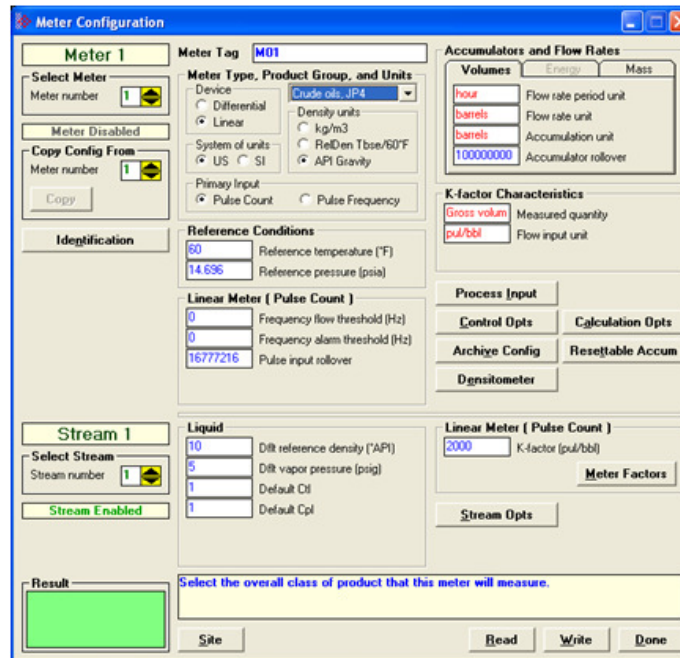 Meter Configuration
Meter 1
Select Meter
Meter number 1
Meter Disabled
Copy Config From
Meter number 1
Copy
Identification
Meter Tag M01
Meter Type, Product Group, and Units
Device
Differential
Linear
Crude oils, JP4
Density units
kg/m3
RelDen Tbse/60°F
API Gravity
System of units
US SI
Primary Input
Pulse Count Pulse Frequency
Reference Conditions
60 Reference temperature (°F)
14.696 Reference pressure (psia)
Linear Meter ( Pulse Count )
0 Frequency flow threshold (Hz)
0 Frequency alarm threshold (Hz)
16777216 Pulse input rollover
Accumulators and Flow Rates
Volumes Energy Mass
hour Flow rate period unit
barrels Flow rate unit
barrels Accumulation unit
100000000 Accumulator rollover
K-factor Characteristics
Gross volum Measured quantity
pul/bbl Flow input unit
Process Input
Control Opts Calculation Opts
Archive Config Resettable Accum
Densitometer
Stream 1
Select Stream
Stream number 1
Stream Enabled
Liquid
10 Dflt reference density (°API)
5 Dflt vapor pressure (psig)
1 Default Ctl
1 Default Cpl
Linear Meter ( Pulse Count )
2000 K-factor (pul/bbl)
Meter Factors
Stream Opts
Result
Select the overall class of product that this meter will measure.
Site Read Write Done